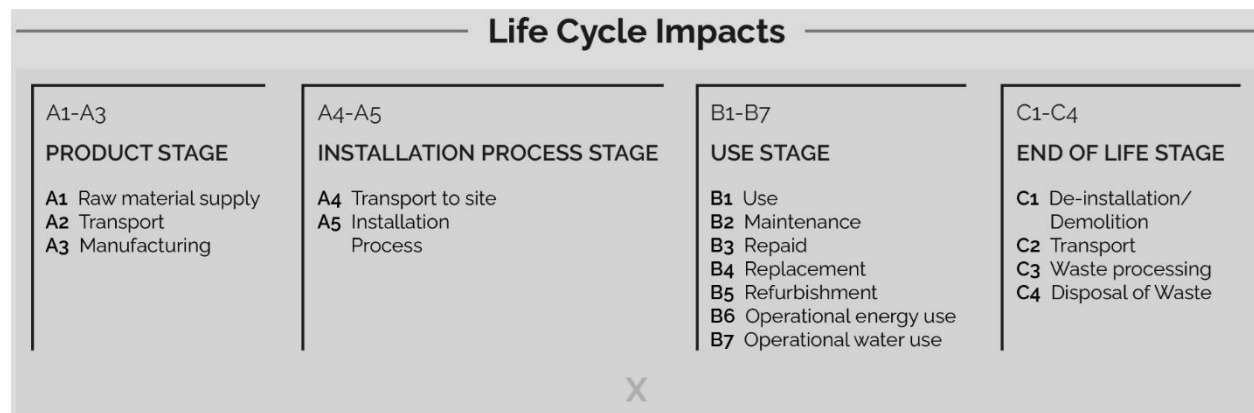 Life Cycle Impacts
A1-A3
PRODUCT STAGE
A1 Raw material supply
A2 Transport
A3 Manufacturing
A4-A5
INSTALLATION PROCESS STAGE
A4 Transport to site
A5 Installation
Process
B1-B7
USE STAGE
B1 Use
B2 Maintenance
B3 Repaid
B4 Replacement
B5 Refurbishment
B6 Operational energy use
B7 Operational water use
C1-C4
END OF LIFE STAGE
C1 De-installation/
Demolition
C2 Transport
C3 Waste processing
C4 Disposal of Waste
X